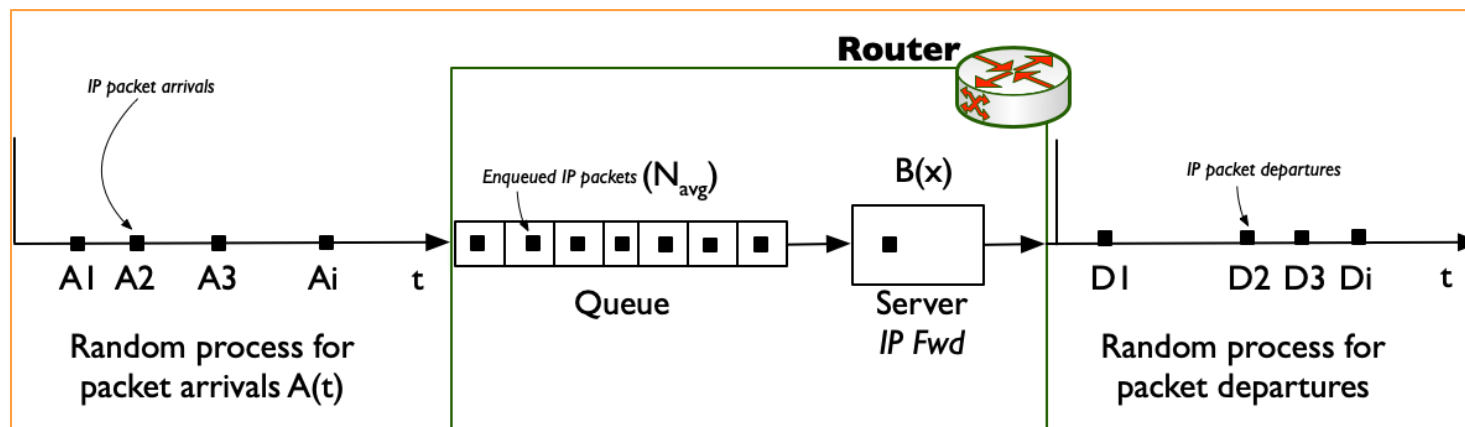 Router
IP packet arrivals
Enqueued IP packets (Navg)
B(x)
IP packet departures
A1 A2 A3 Ai t
Queue
Server
IP Fwd
D1 D2 D3 Di t
Random process for
packet arrivals A(t)
Random process for
packet departures